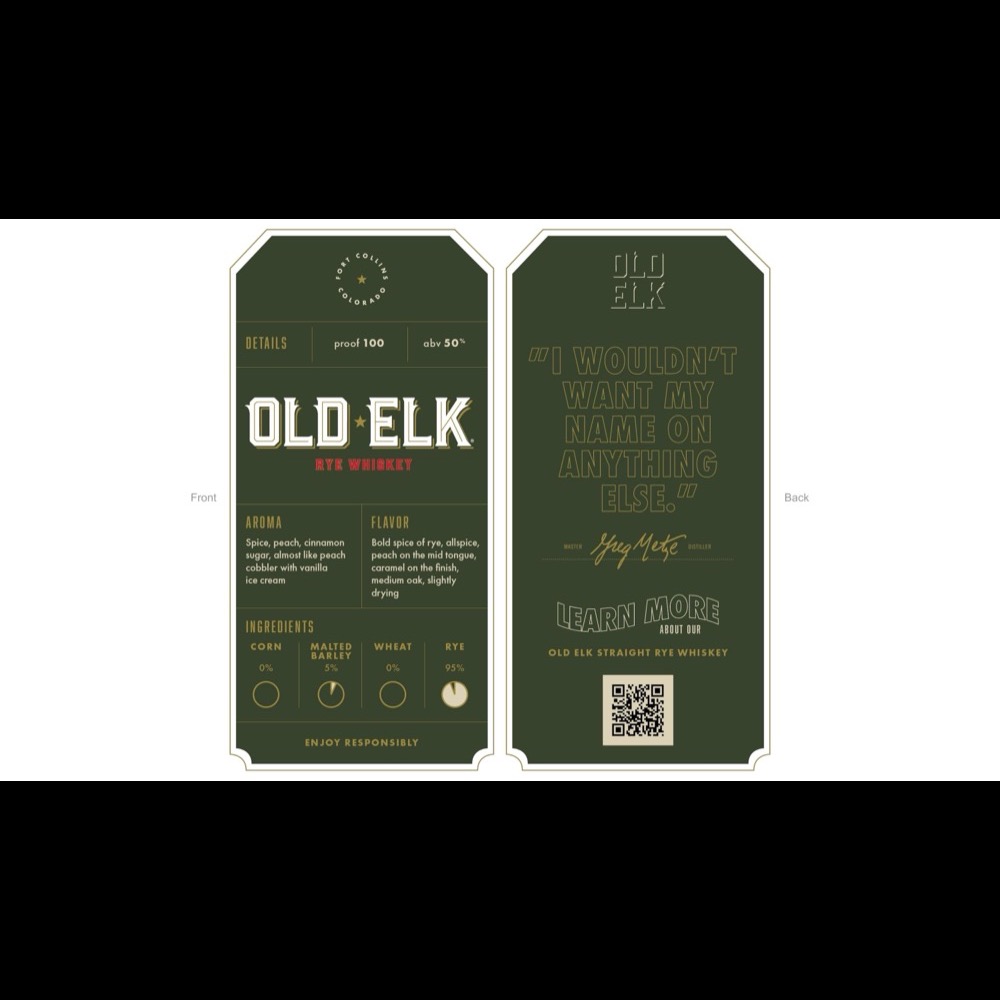 Front
FORT COLLINS
COLORADO
DETAILS
proof 100
abv 50%
OLD ELK
RYE WHISKEY
AROMA
Spice, peach, cinnamon
sugar, almost like peach
cobbler with vanilla
ice cream
FLAVOR
Bold spice of rye, allspice,
peach on the mid tongue,
caramel on the finish,
medium oak, slightly
drying
INGREDIENTS
CORN
0%
MALTED
BARLEY
5%
WHEAT
0%
RYE
95%
ENJOY RESPONSIBLY
OLD
ELK
"I WOULDN'T
WANT MY
NAME ON
ANYTHING
ELSE."
MASTER Greg Metze DISTILLER
LEARN MORE
ABOUT OUR
OLD ELK STRAIGHT RYE WHISKEY
Back